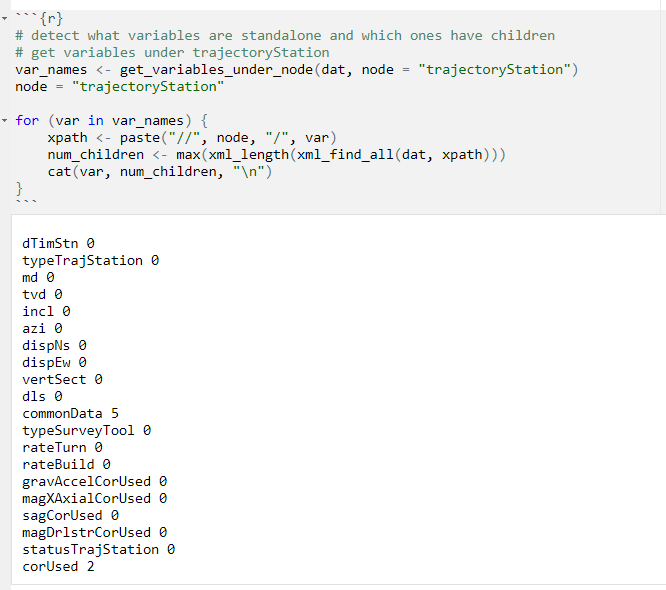 ```{r}
# detect what variables are standalone and which ones have children
# get variables under trajectoryStation
var_names <- get_variables_under_node(dat, node = "trajectoryStation")
node = "trajectoryStation"
for (var in var_names) {
xpath <- paste("//", node, "/", var)
num_children <- max(xml_length(xml_find_all(dat, xpath)))
cat(var, num_children, "\n")
}
```
dTimStn 0
typeTrajStation 0
md 0
tvd 0
incl 0
azi 0
dispNs 0
dispEw 0
vertSect 0
dls 0
commonData 5
typeSurveyTool 0
rateTurn 0
rateBuild 0
gravAccelCorUsed 0
magXAxialCorUsed 0
sagCorUsed 0
magDrlstrCorUsed 0
statusTrajStation 0
corUsed 2